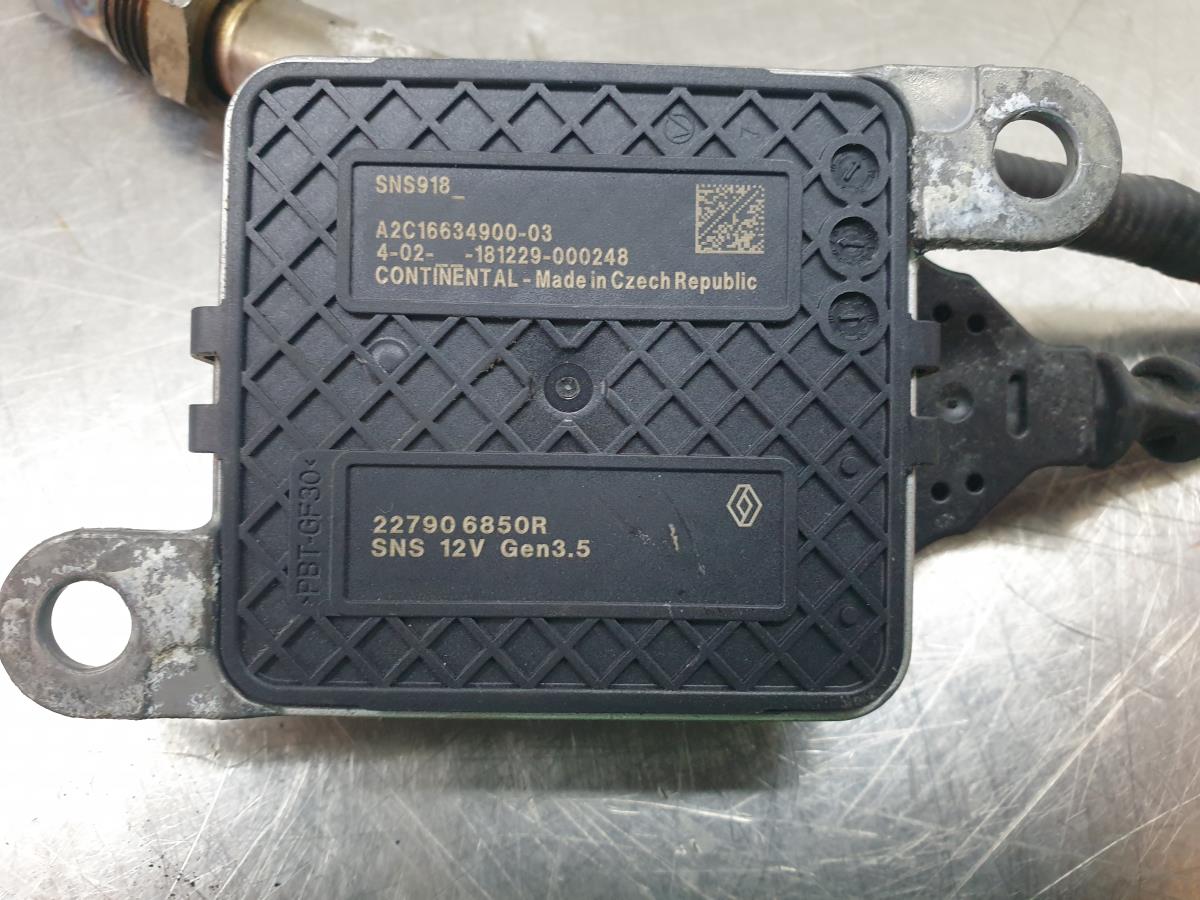 SNS918_
A2C16634900-03
4-02-__-181229-000248
CONTINENTAL - Made in Czech Republic
>PBT-GF30<
22790 6850R
SNS 12V Gen3.5